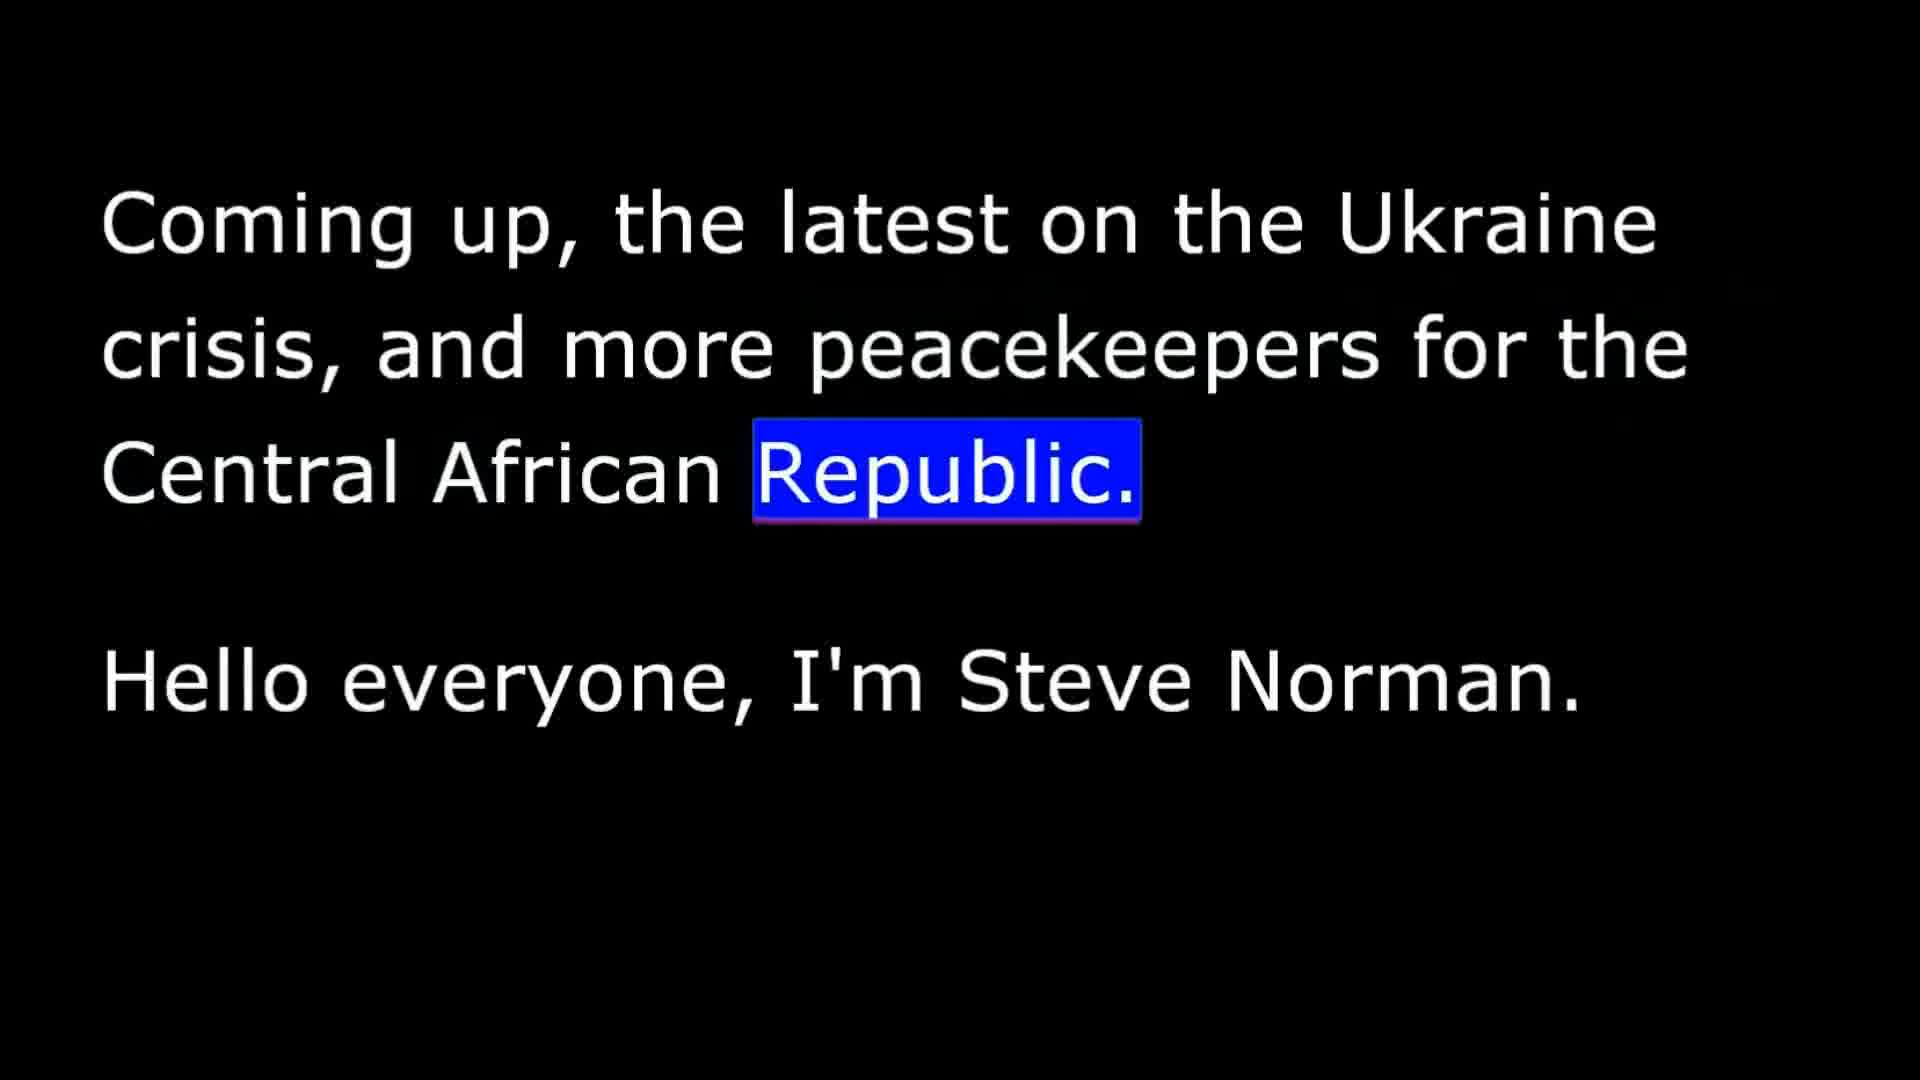 Coming up, the latest on the Ukraine
crisis, and more peacekeepers for the
Central African Republic.
Hello everyone, I'm Steve Norman.